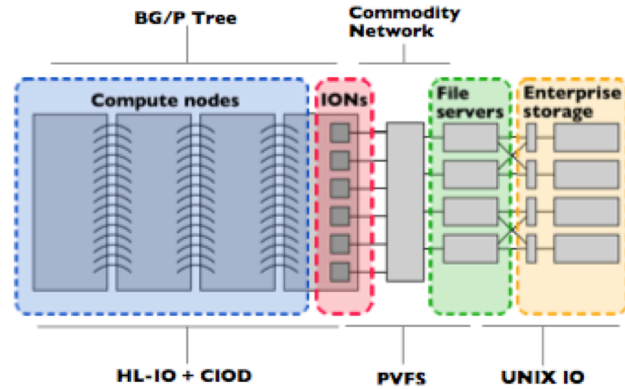 BG/P Tree
Commodity
Network
Compute nodes
IONs
File
servers
Enterprise
storage
HL-IO + CIOD
PVFS
UNIX IO